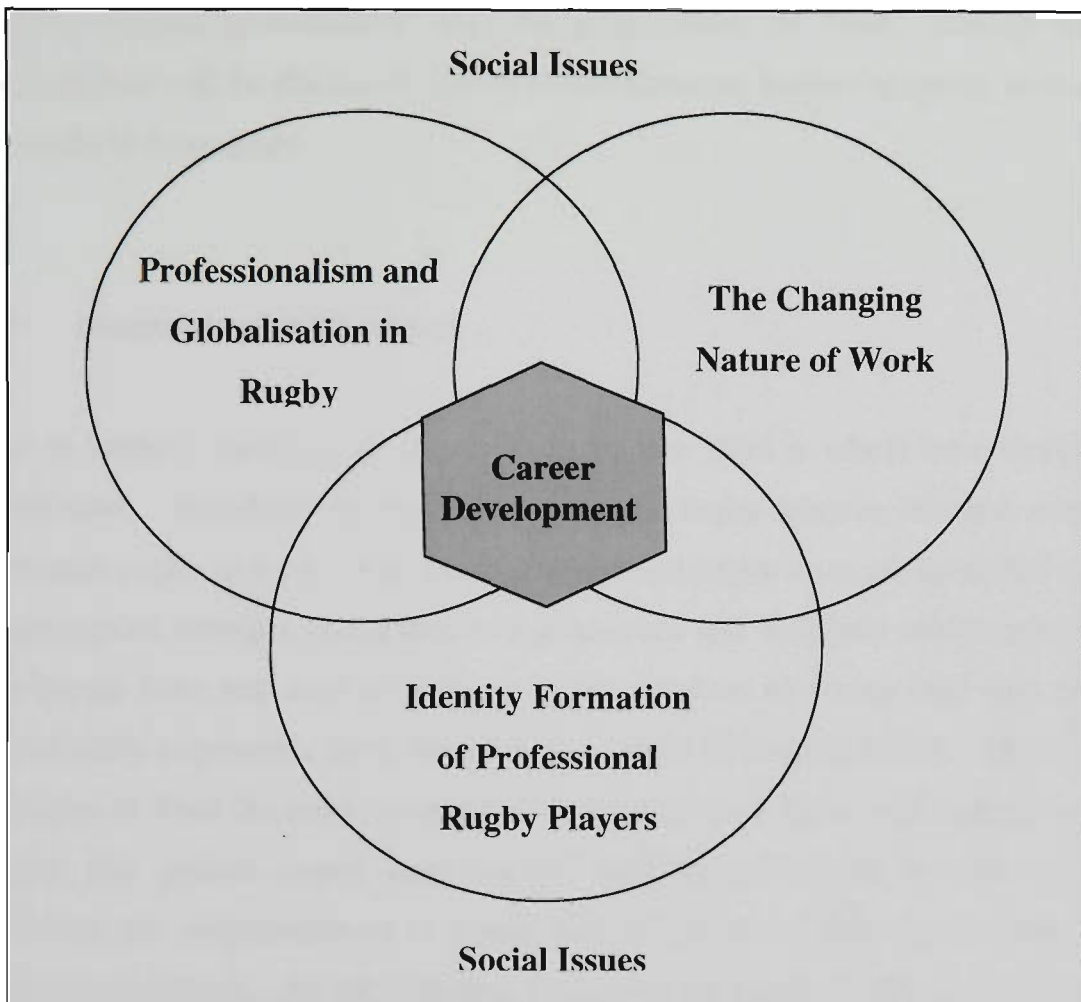 Social Issues
Professionalism and
Globalisation in
Rugby
The Changing
Nature of Work
Career
Development
Identity Formation
of Professional
Rugby Players
Social Issues